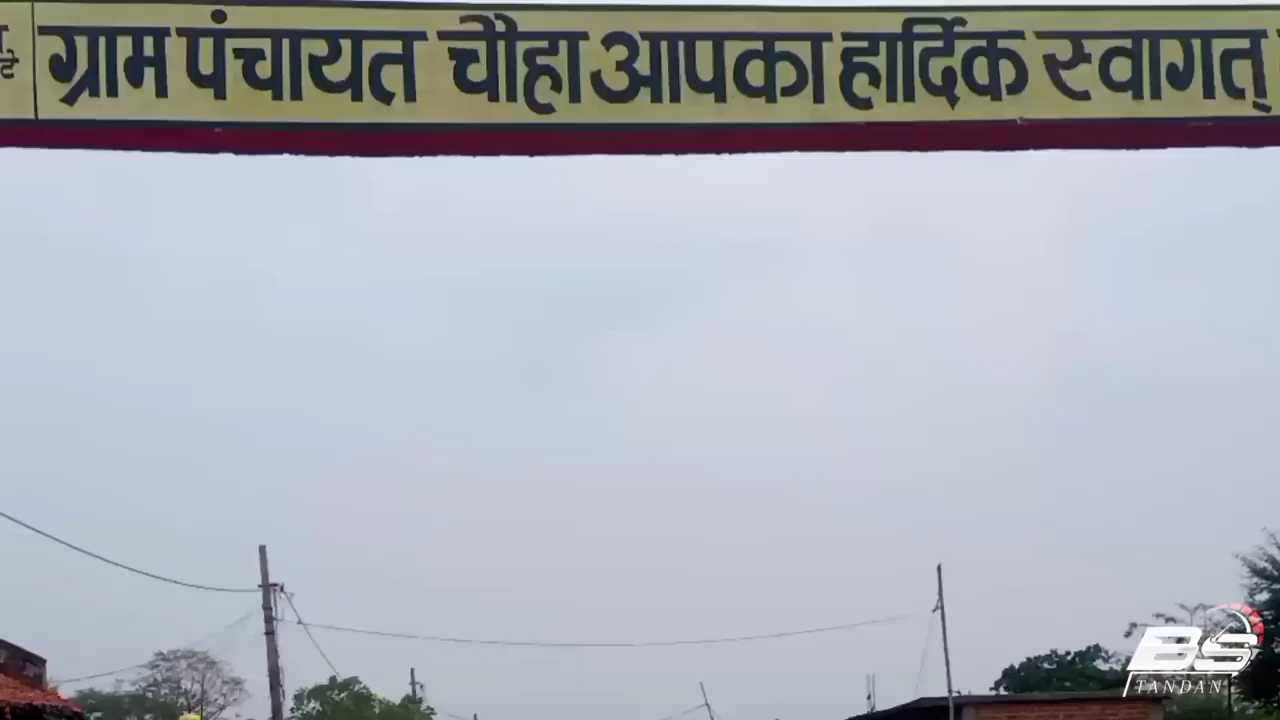 ग्राम पंचायत चौहा आपका हार्दिक स्वागत्
BS
TANDAN